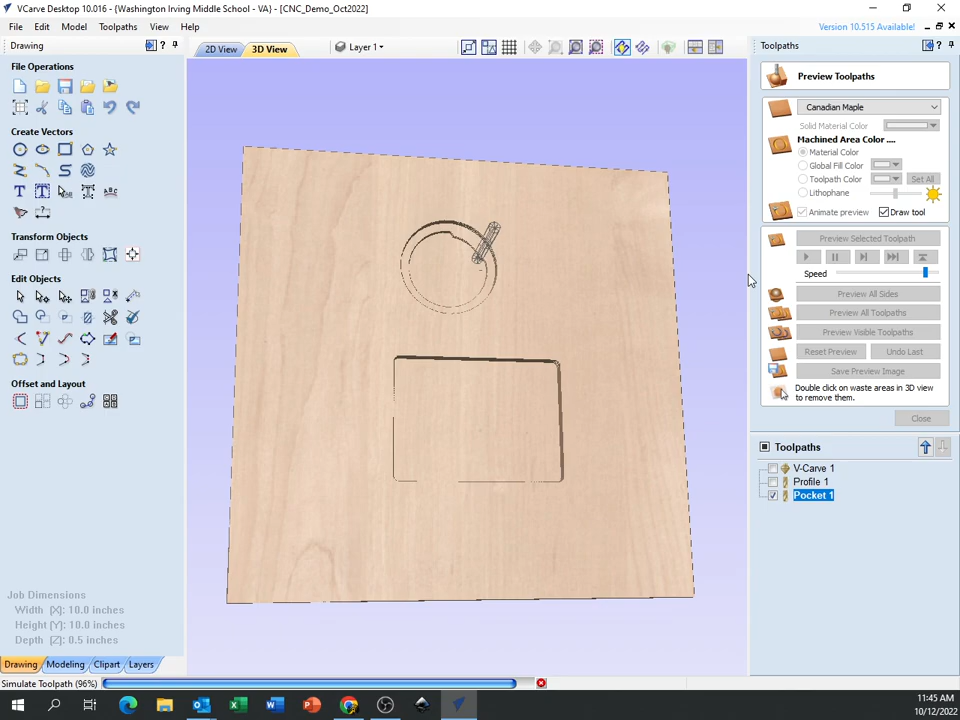 VCarve Desktop 10.016 - {Washington Irving Middle School - VA} - [CNC_Demo_Oct2022]
File Edit Model Toolpaths View Help
Version 10.515 Available!
Drawing
2D View 3D View Layer 1
Toolpaths
File Operations
Create Vectors
Transform Objects
Edit Objects
Offset and Layout
Job Dimensions
Width (X): 10.0 inches
Height (Y): 10.0 inches
Depth (Z): 0.5 inches
Drawing Modeling Clipart Layers
Simulate Toolpath (96%)
Preview Toolpaths
Canadian Maple
Solid Material Color
Machined Area Color ....
Material Color
Global Fill Color
Toolpath Color Set All
Lithophane
Animate preview Draw tool
Preview Selected Toolpath
Speed
Preview All Sides
Preview All Toolpaths
Preview Visible Toolpaths
Reset Preview Undo Last
Save Preview Image
Double click on waste areas in 3D view
to remove them.
Close
Toolpaths
V-Carve 1
Profile 1
Pocket 1
11:45 AM
10/12/2022